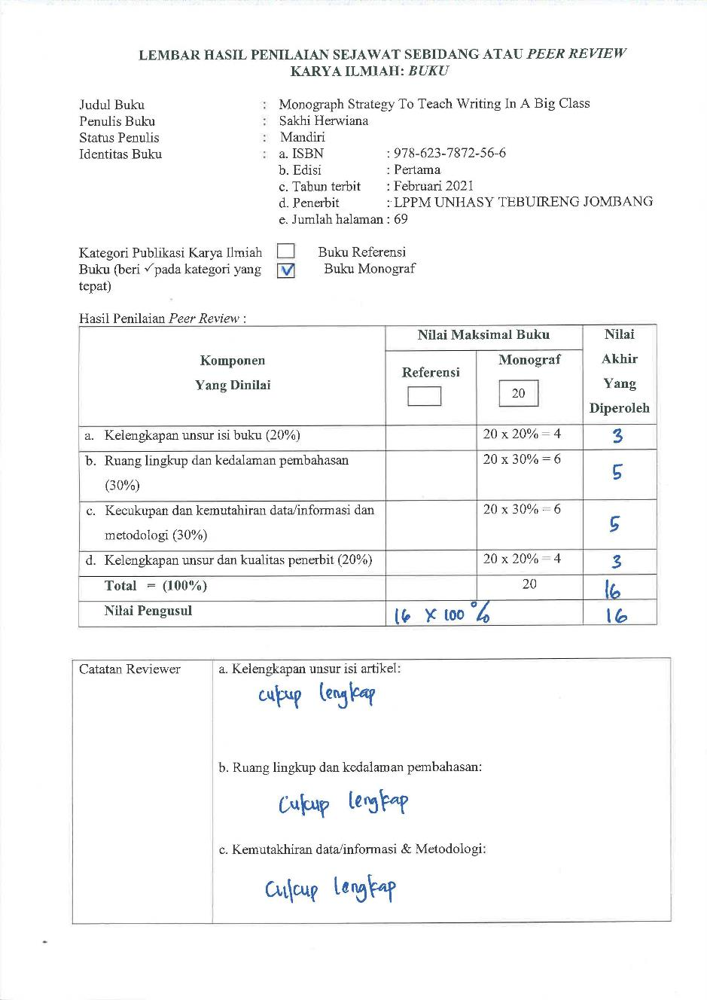 LEMBAR HASIL PENILAIAN SEJAWAT SEBIDANG ATAU PEER REVIEW
KARYA ILMIAH: BUKU
Judul Buku : Monograph Strategy To Teach Writing In A Big Class
Penulis Buku : Sakhi Herwiana
Status Penulis : Mandiri
Identitas Buku : a. ISBN : 978-623-7872-56-6
b. Edisi : Pertama
c. Tahun terbit : Februari 2021
d. Penerbit : LPPM UNHASY TEBUIRENG JOMBANG
e. Jumlah halaman : 69
Kategori Publikasi Karya Ilmiah Buku Referensi
Buku (beri ✓pada kategori yang ✓ Buku Monograf
tepat)
Hasil Penilaian Peer Review :
Komponen
Yang Dinilai
Nilai Maksimal Buku
Referensi
Monograf
20
Nilai
Akhir
Yang
Diperoleh
a. Kelengkapan unsur isi buku (20%) 20 x 20% = 4 3
b. Ruang lingkup dan kedalaman pembahasan 20 x 30% = 6 5
(30%)
c. Kecukupan dan kemutahiran data/informasi dan 20 x 30% = 6 5
metodologi (30%)
d. Kelengkapan unsur dan kualitas penerbit (20%) 20 x 20% = 4 3
Total = (100%) 20 16
Nilai Pengusul 16 x 100 % 16
Catatan Reviewer
a. Kelengkapan unsur isi artikel:
cukup lengkap
b. Ruang lingkup dan kedalaman pembahasan:
Cukup lengkap
c. Kemutakhiran data/informasi & Metodologi:
Cukup lengkap